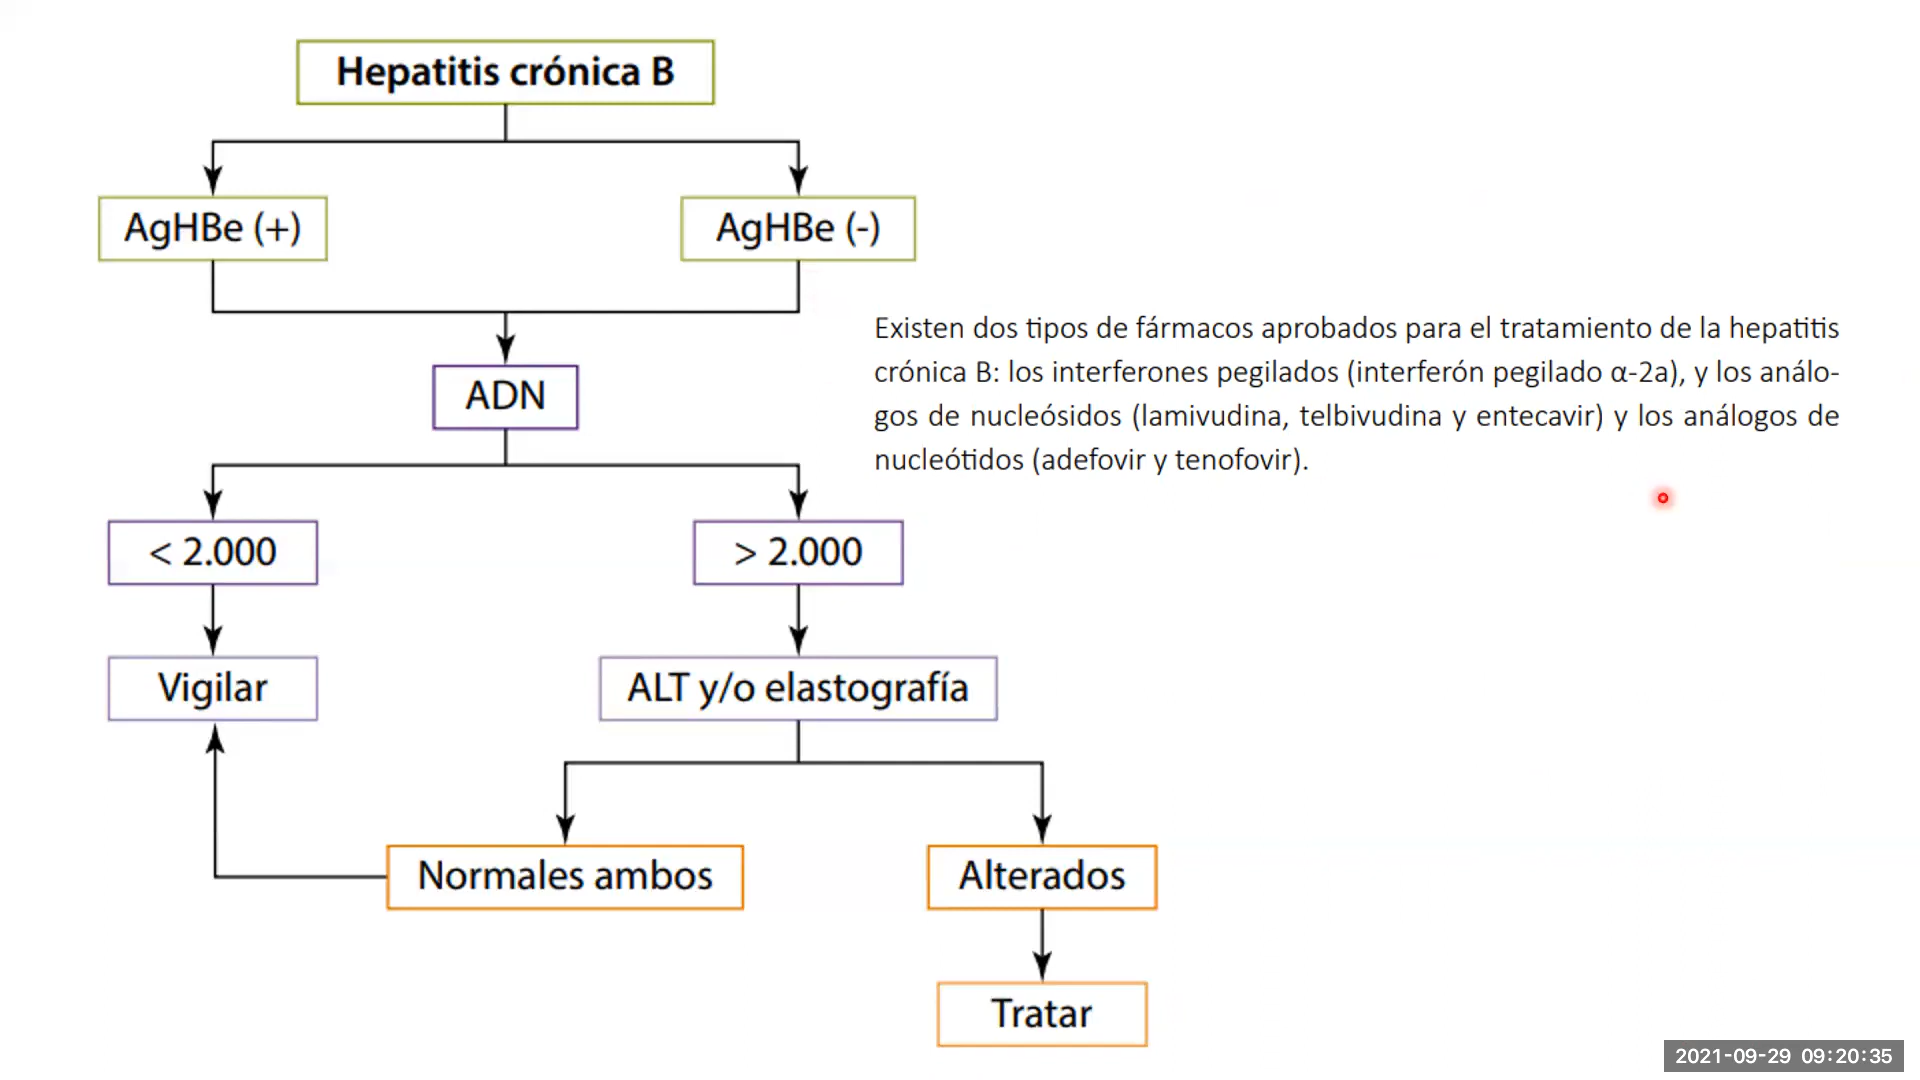 Hepatitis crónica B
AgHBe (+)
AgHBe (-)
ADN
Existen dos tipos de fármacos aprobados para el tratamiento de la hepatitis
crónica B: los interferones pegilados (interferón pegilado α-2a), y los análo-
gos de nucleósidos (lamivudina, telbivudina y entecavir) y los análogos de
nucleótidos (adefovir y tenofovir).
< 2.000
> 2.000
Vigilar
ALT y/o elastografía
Normales ambos
Alterados
Tratar
2021-09-29 09:20:35